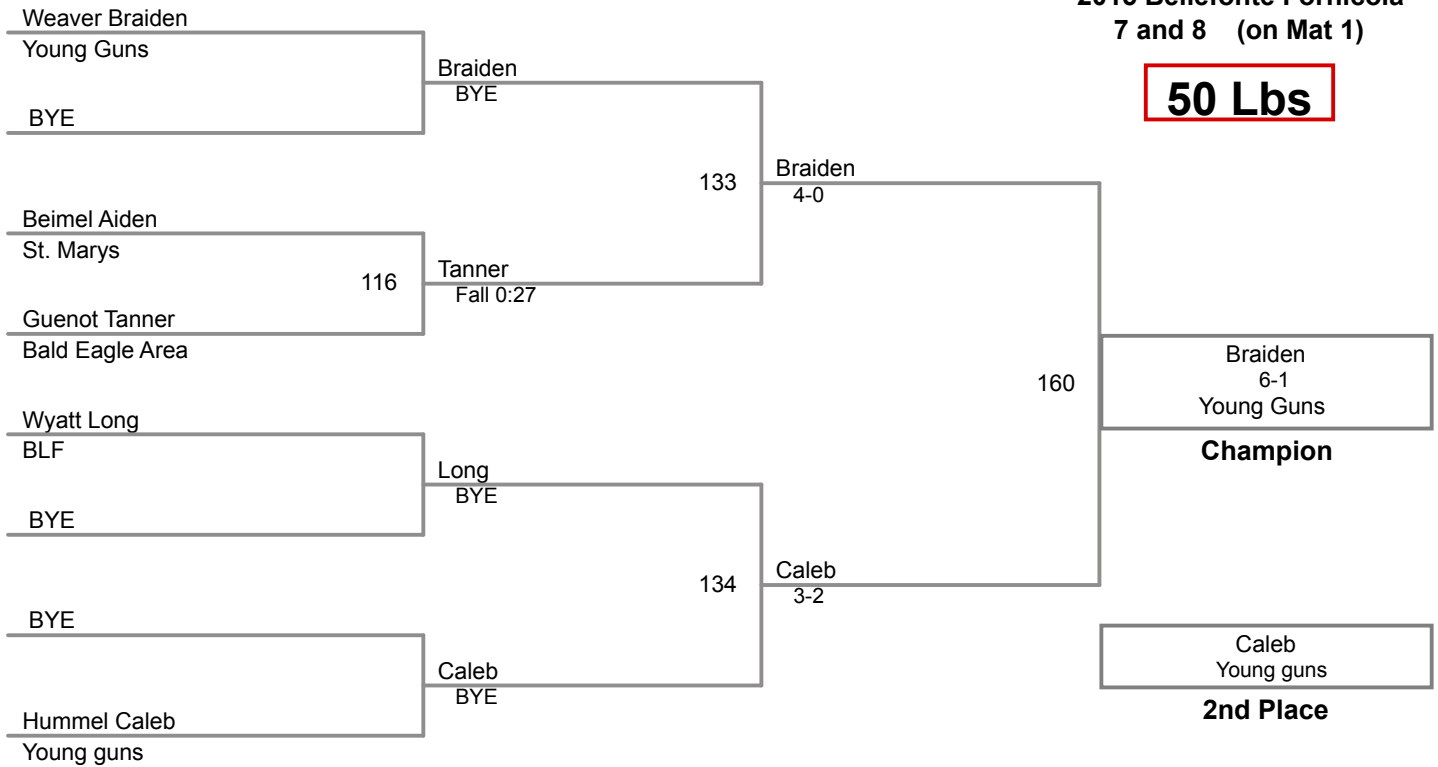 Bellefonte Fornicola
7 and 8 (on Mat 1)
50 Lbs
Weaver Braiden
Young Guns
BYE
Beimel Aiden
St. Marys
Guenot Tanner
Bald Eagle Area
Wyatt Long
BLF
BYE
BYE
Hummel Caleb
Young guns
116
Braiden
BYE
Tanner
Fall 0:27
Long
BYE
Caleb
BYE
133
134
Braiden
4-0
Caleb
3-2
160
Braiden
6-1
Young Guns
Champion
Caleb
Young guns
2nd Place